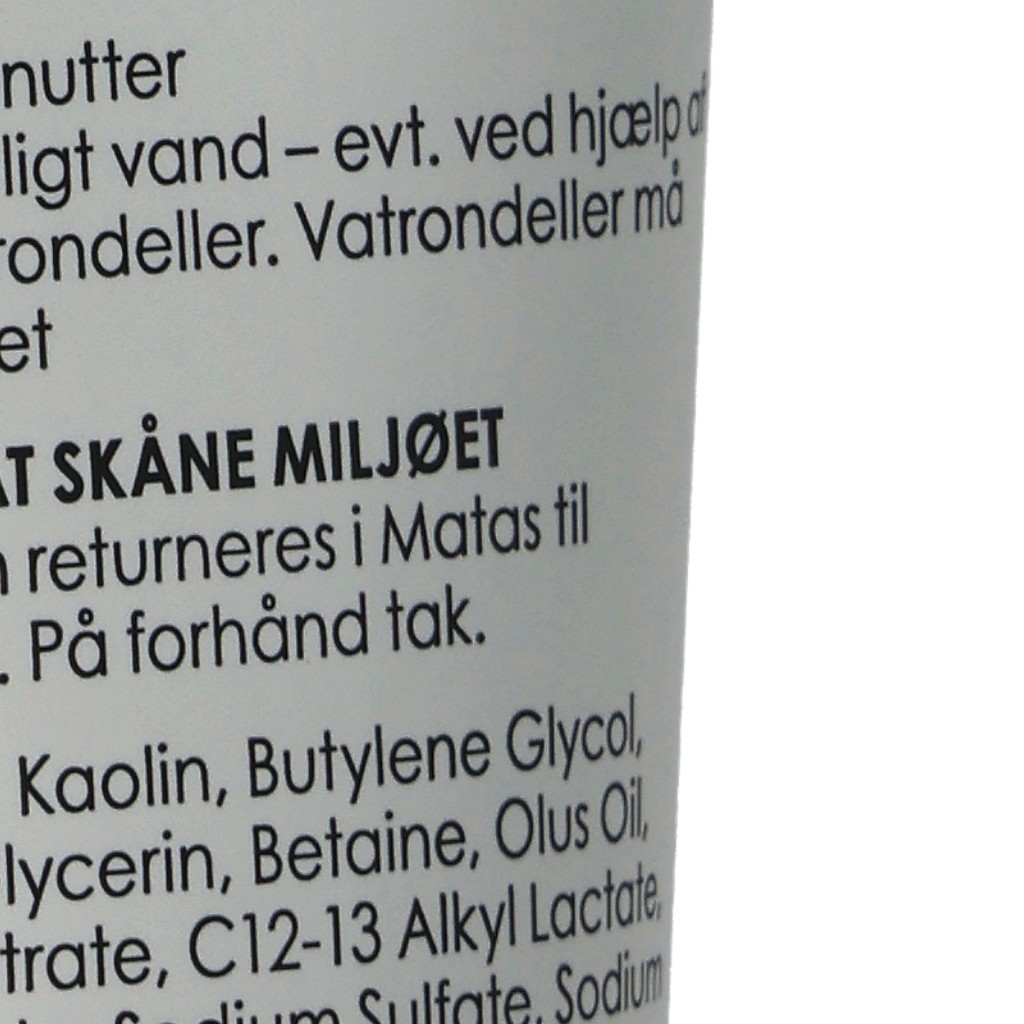 nutter
ligt vand – evt. ved hjælp af
rondeller. Vatrondeller må
et
AT SKÅNE MILJØET
n returneres i Matas til
. På forhånd tak.
Kaolin, Butylene Glycol,
lycerin, Betaine, Olus Oil,
trate, C12-13 Alkyl Lactate,
Sodium Sulfate, Sodium